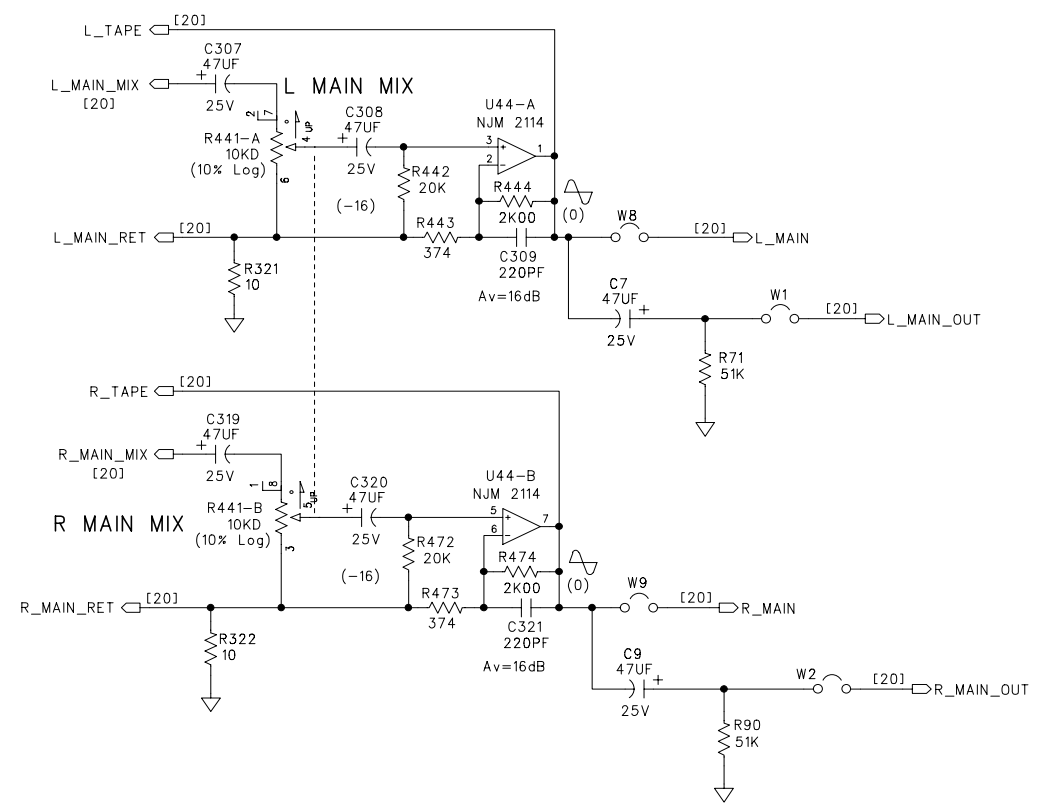 L_TAPE [20]
C307
47UF
+
25V
L_MAIN_MIX
[20]
L MAIN MIX
2 7
UP
4
R441-A
10KD
(10% Log)
6
C308
47UF
+
25V
U44-A
NJM 2114
3 +
2 -
1
R442
20K
(-16)
R444
2K00
(0)
L_MAIN_RET [20]
R443
374
C309
220PF
Av=16dB
W8
[20]
L_MAIN
R321
10
C7
47UF
+
25V
W1
[20]
L_MAIN_OUT
R71
51K
R_TAPE [20]
C319
47UF
+
25V
R_MAIN_MIX
[20]
1 8
UP
5
R441-B
10KD
(10% Log)
3
R MAIN MIX
C320
47UF
+
25V
U44-B
NJM 2114
5 +
6 -
7
R472
20K
(-16)
R474
2K00
(0)
R_MAIN_RET [20]
R473
374
C321
220PF
Av=16dB
W9
[20]
R_MAIN
R322
10
C9
47UF
+
25V
W2
[20]
R_MAIN_OUT
R90
51K